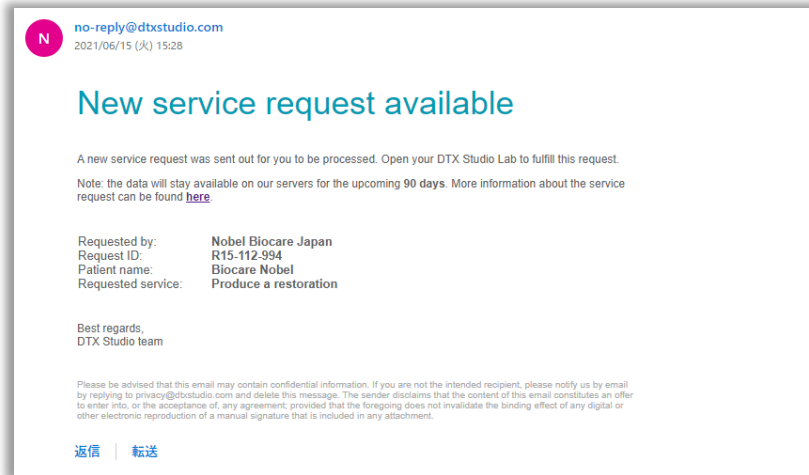 N
no-reply@dtxstudio.com
2021/06/15 (火) 15:28
New service request available
A new service request was sent out for you to be processed. Open your DTX Studio Lab to fulfill this request.
Note: the data will stay available on our servers for the upcoming 90 days. More information about the service
request can be found here.
Requested by: Nobel Biocare Japan
Request ID: R15-112-994
Patient name: Biocare Nobel
Requested service: Produce a restoration
Best regards,
DTX Studio team
Please be advised that this email may contain confidential information. If you are not the intended recipient, please notify us by email
by replying to privacy@dtxstudio.com and delete this message. The sender disclaims that the content of this email constitutes an offer
to enter into, or the acceptance of, any agreement; provided that the foregoing does not invalidate the binding effect of any digital or
other electronic reproduction of a manual signature that is included in any attachment.
返信 転送